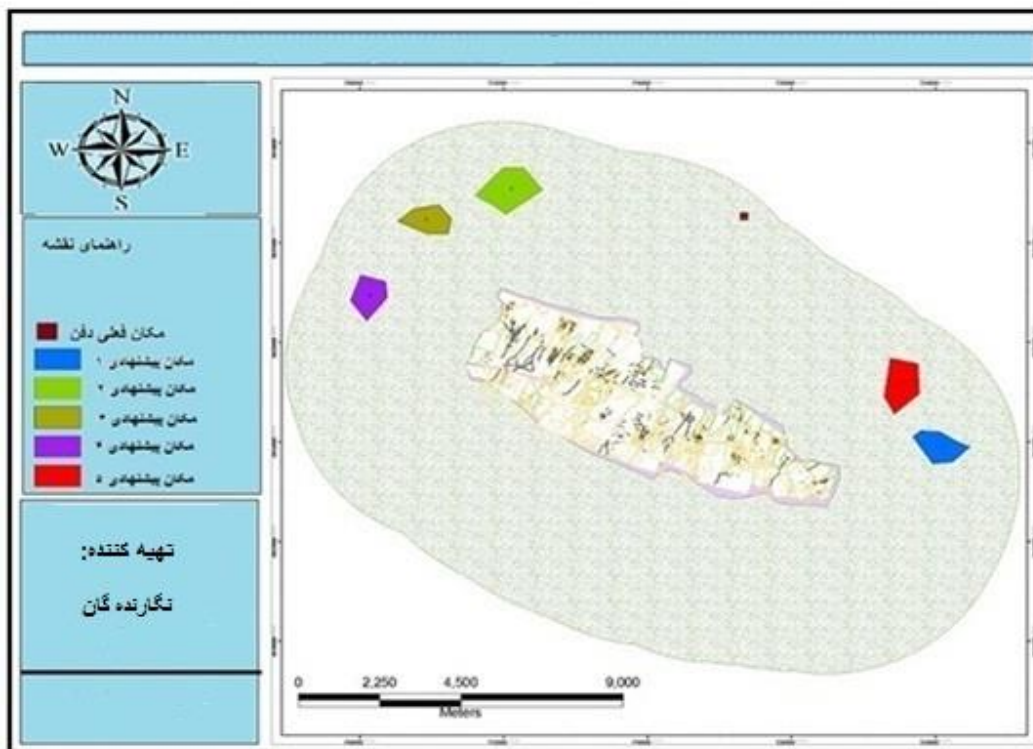 N
W E
S
راهنمای نقشه
مکان فعلی دفن
مکان پیشنهادی ۱
مکان پیشنهادی ۲
مکان پیشنهادی ۳
مکان پیشنهادی ۴
مکان پیشنهادی ۵
تهیه کننده:
نگارنده گان
0 2,250 4,500 9,000
Meters